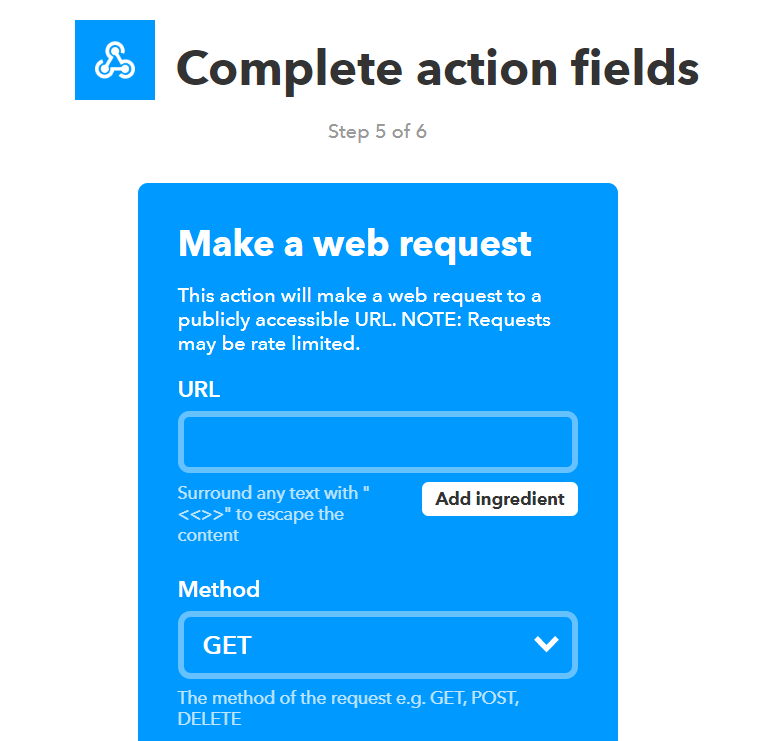 Complete action fields
Step 5 of 6
Make a web request
This action will make a web request to a
publicly accessible URL. NOTE: Requests
may be rate limited.
URL
Surround any text with "
<<>>" to escape the
content
Add ingredient
Method
GET
The method of the request e.g. GET, POST,
DELETE